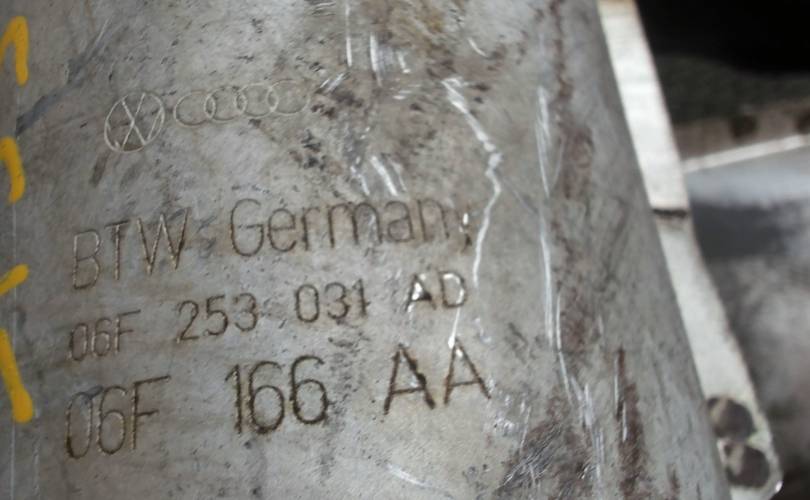 BTW Germany
06F 253 031 AD
06F 166 AA